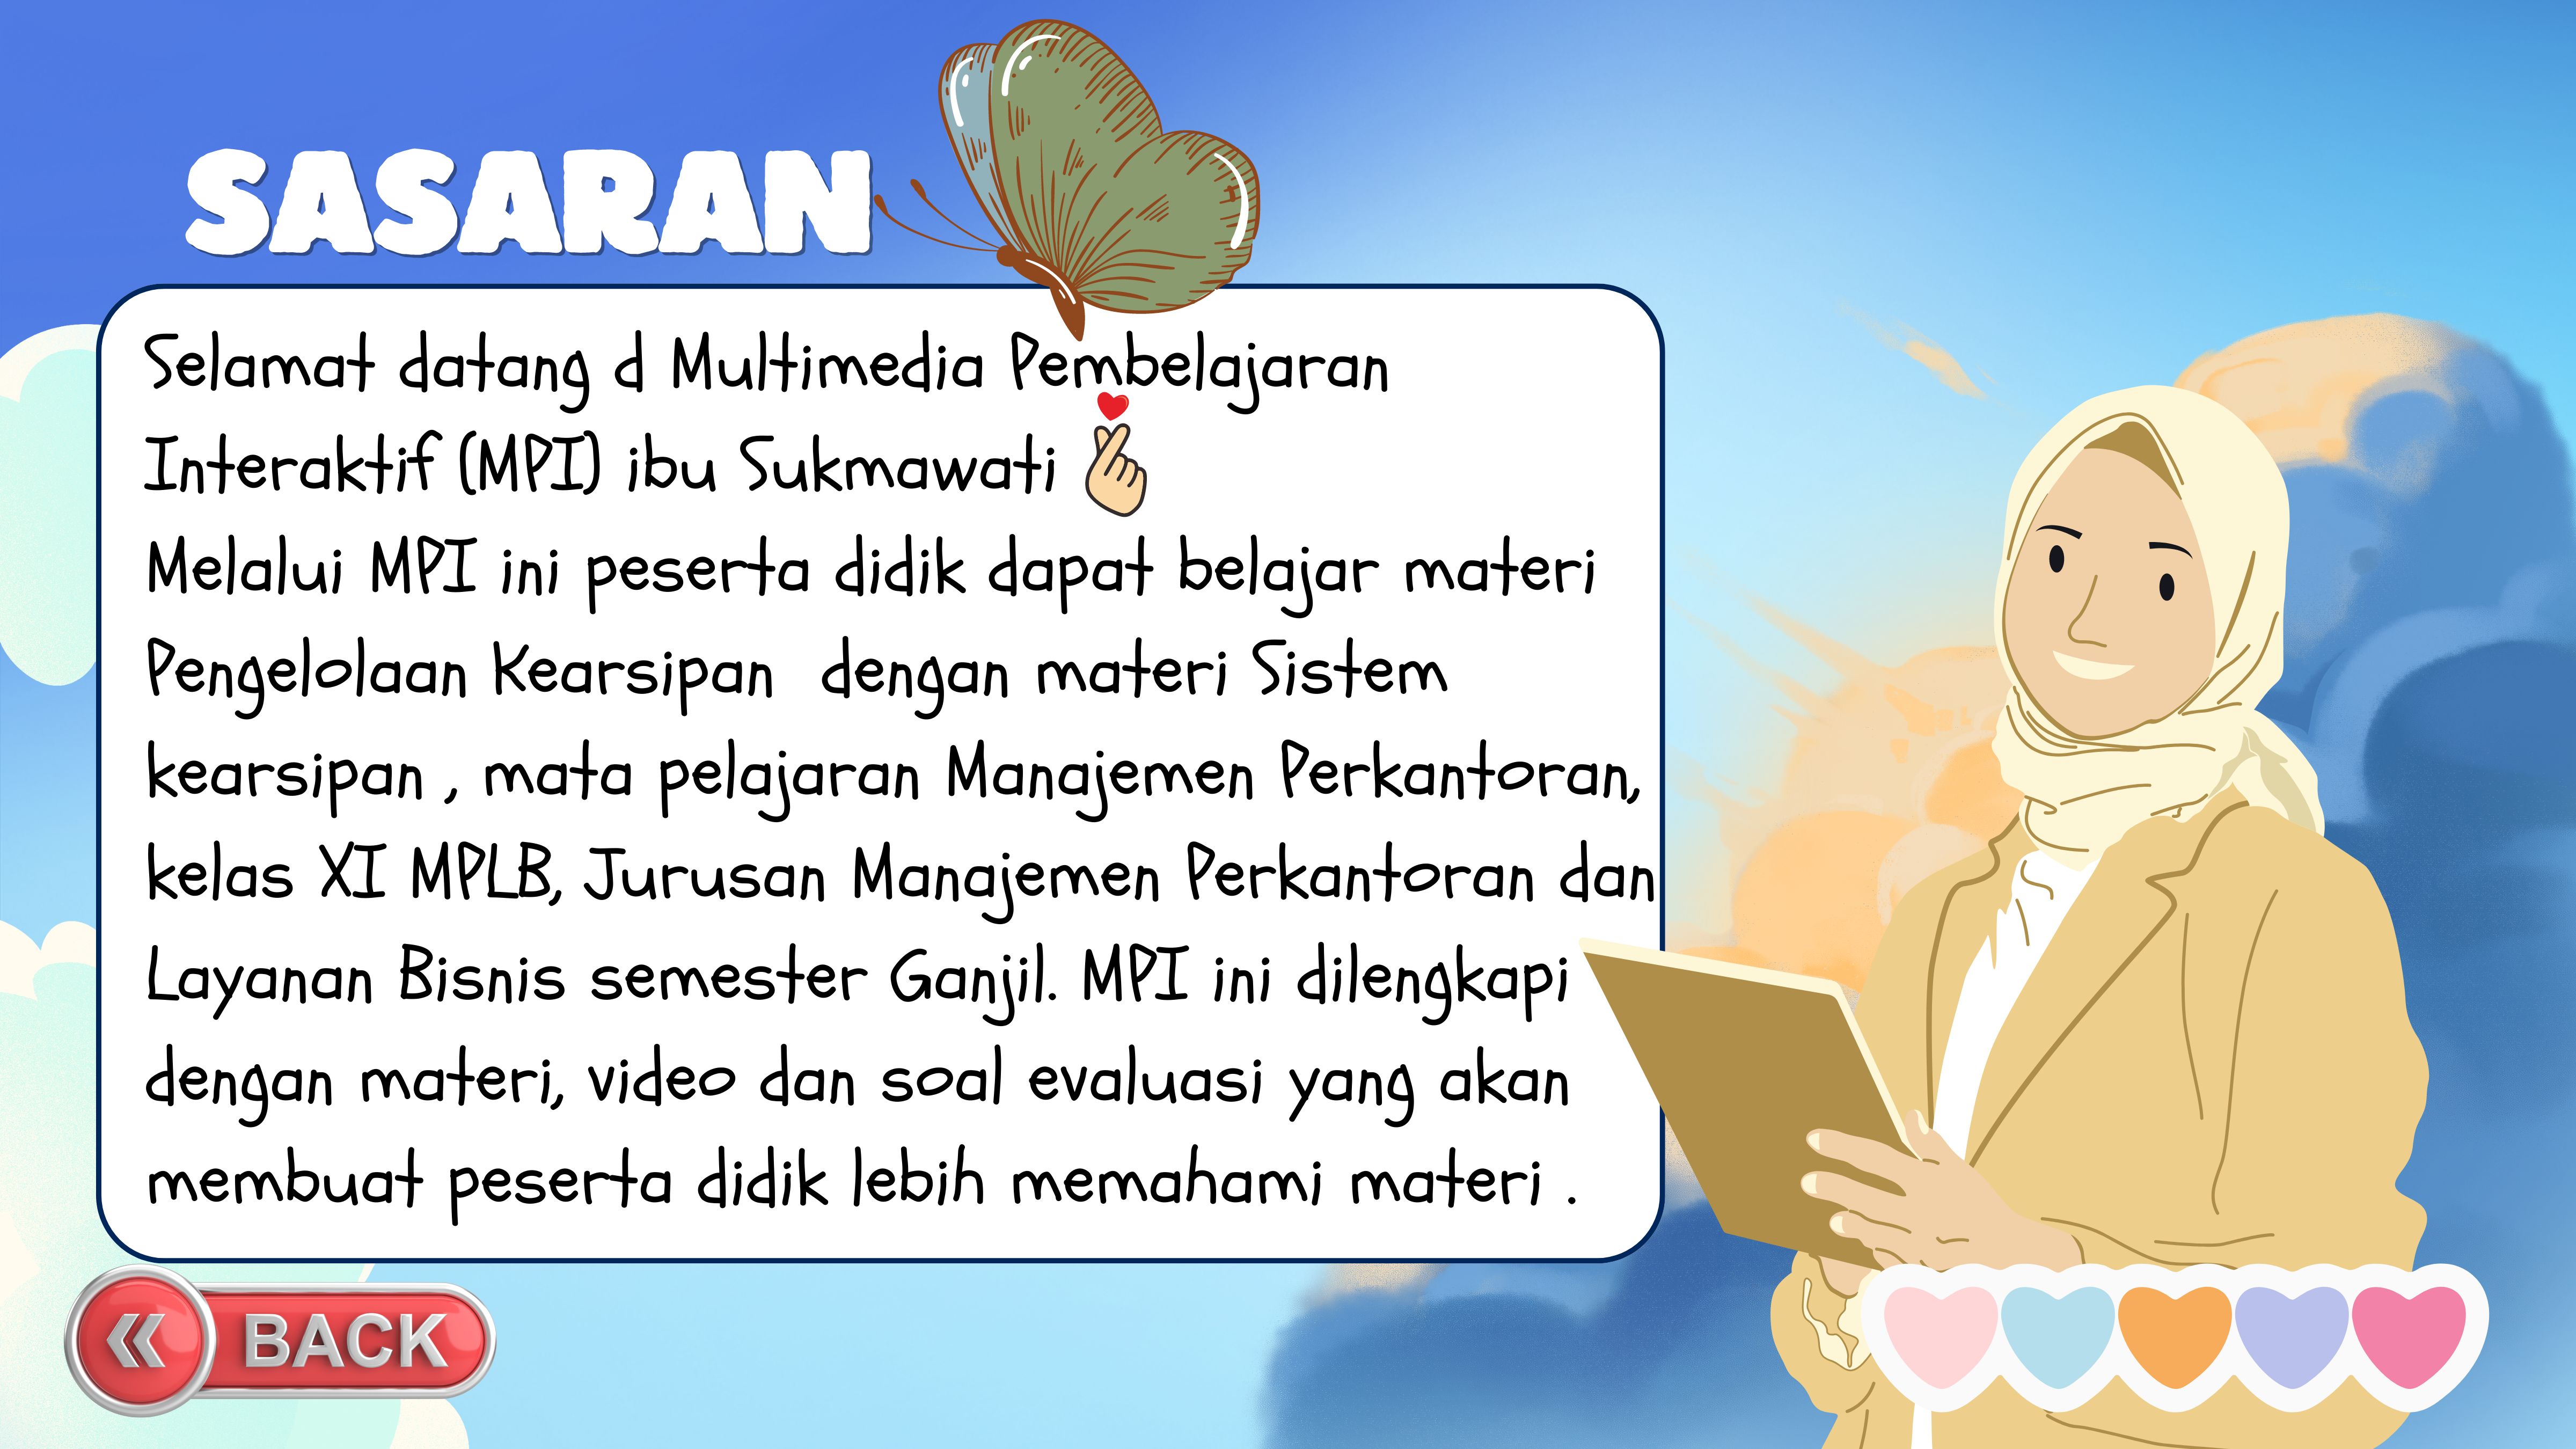 SASARAN
Selamat datang d Multimedia Pembelajaran
Interaktif (MPI) ibu Sukmawati
Melalui MPI ini peserta didik dapat belajar materi
Pengelolaan Kearsipan dengan materi Sistem
kearsipan , mata pelajaran Manajemen Perkantoran,
kelas XI MPLB, Jurusan Manajemen Perkantoran dan
Layanan Bisnis semester Ganjil. MPI ini dilengkapi
dengan materi, video dan soal evaluasi yang akan
membuat peserta didik lebih memahami materi .
BACK